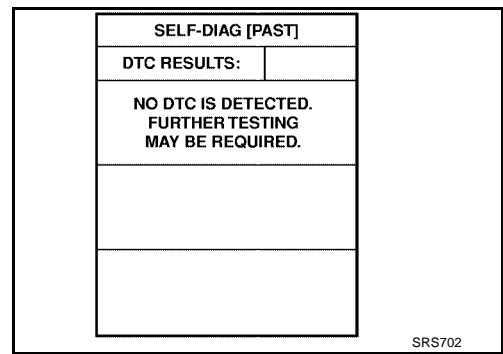 SELF-DIAG [PAST]
DTC RESULTS:
NO DTC IS DETECTED.
FURTHER TESTING
MAY BE REQUIRED.
SRS702